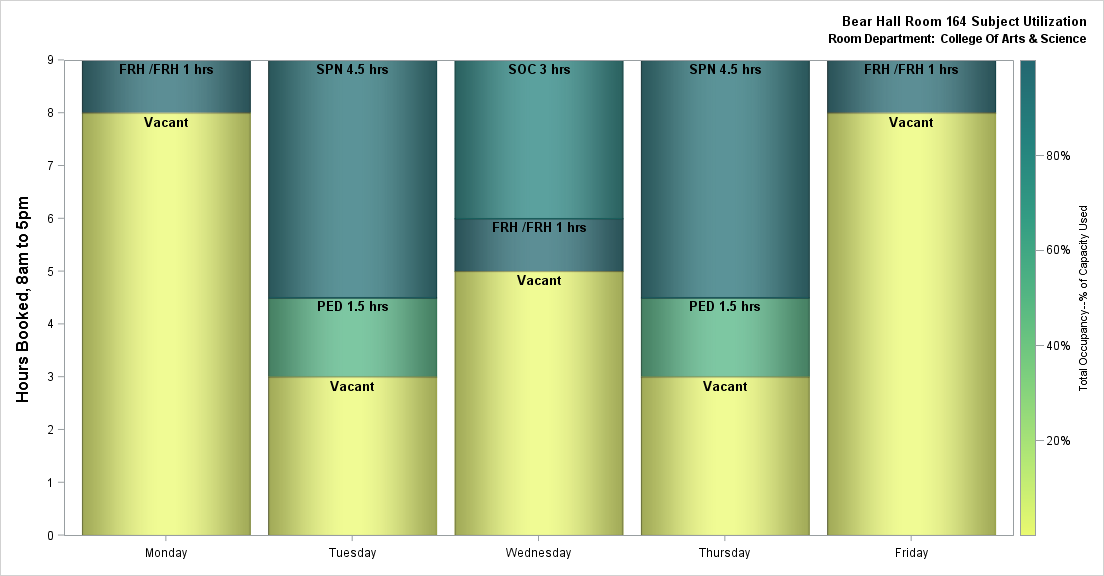 Bear Hall Room 164 Subject Utilization
Room Department: College Of Arts & Science
Hours Booked, 8am to 5pm
9
8
7
6
5
4
3
2
1
0
FRH /FRH 1 hrs
Vacant
Monday
SPN 4.5 hrs
PED 1.5 hrs
Vacant
Tuesday
SOC 3 hrs
FRH /FRH 1 hrs
Vacant
Wednesday
SPN 4.5 hrs
PED 1.5 hrs
Vacant
Thursday
FRH /FRH 1 hrs
Vacant
Friday
80%
60%
40%
20%
Total Occupancy--% of Capacity Used